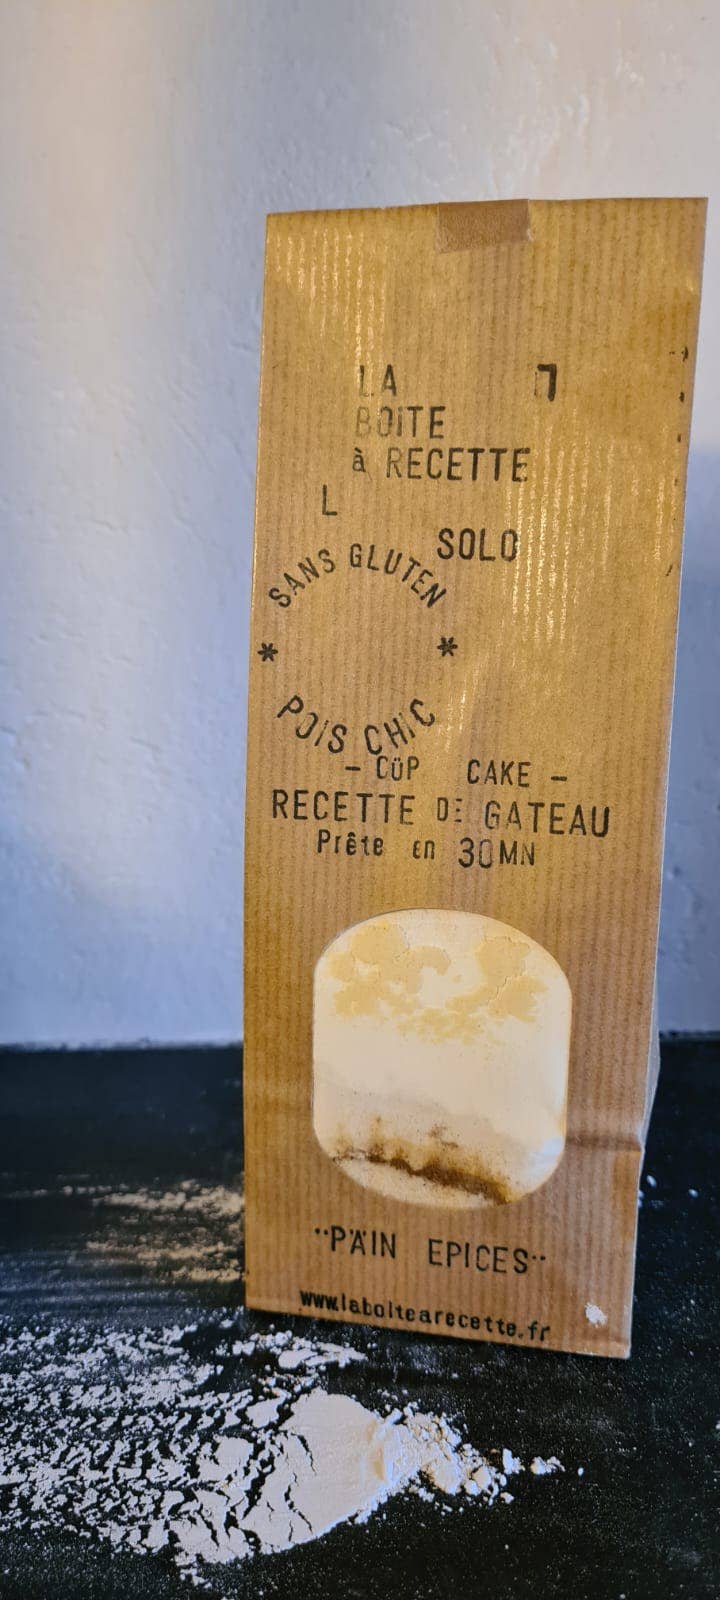 LA
BOiTE
à RECETTE
L
SOLO
SANS GLUTEN
* *
POiS CHiC
- CüP CAKE -
RECETTE DE GATEAU
Prête en 30MN
¨PÄIN EPICES¨
www.laboitearecette.fr